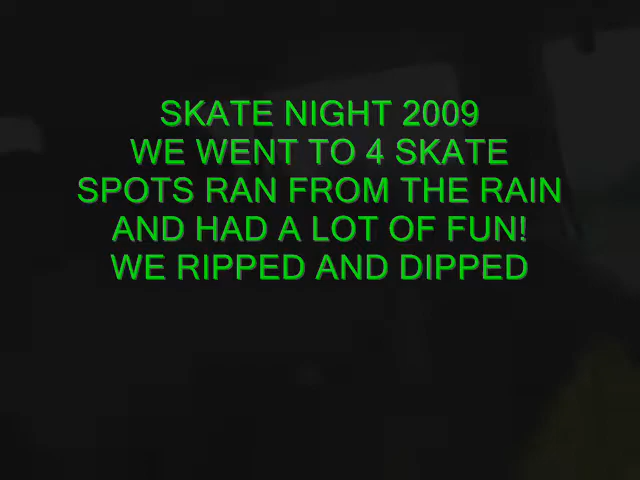 SKATE NIGHT 2009
WE WENT TO 4 SKATE
SPOTS RAN FROM THE RAIN
AND HAD A LOT OF FUN!
WE RIPPED AND DIPPED